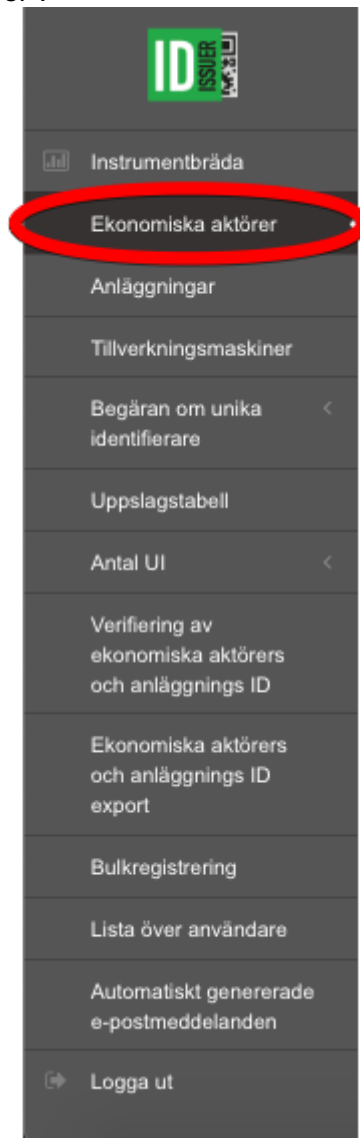 ID ISSUER
Instrumentbräda
Ekonomiska aktörer
Anläggningar
Tillverkningsmaskiner
Begäran om unika
identifierare
Uppslagstabell
Antal UI
Verifiering av
ekonomiska aktörers
och anläggnings ID
Ekonomiska aktörers
och anläggnings ID
export
Bulkregistrering
Lista över användare
Automatiskt genererade
e-postmeddelanden
Logga ut